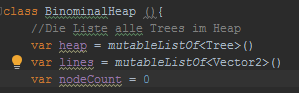 class BinominalHeap (){
//Die Liste alle Trees im Heap
var heap = mutableListOf<Tree>()
var lines = mutableListOf<Vector2>()
var nodeCount = 0